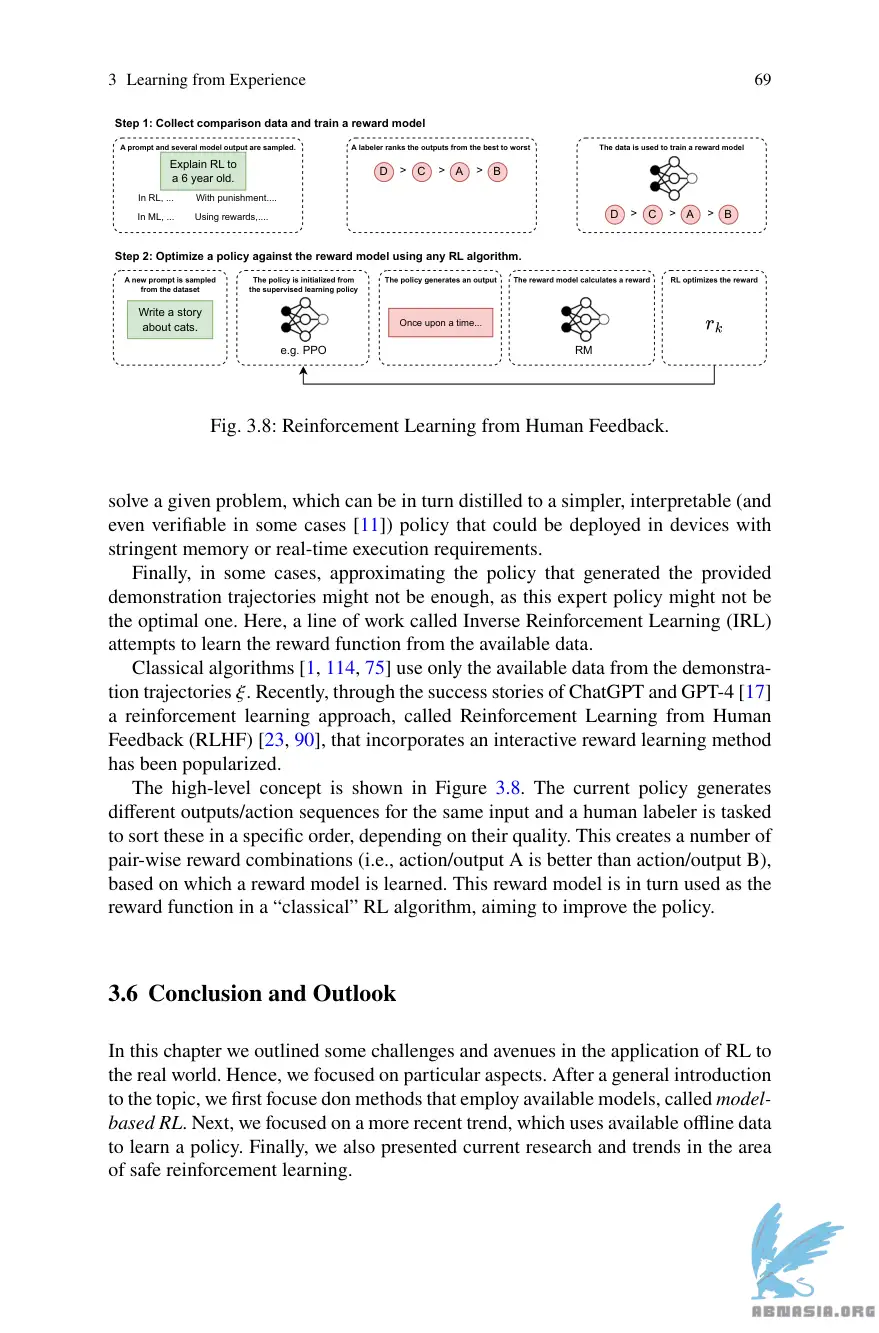 3 Learning from Experience 69
Step 1: Collect comparison data and train a reward model
A prompt and several model output are sampled.
Explain RL to
a 6 year old.
In RL, ... With punishment....
In ML, ... Using rewards,....
A labeler ranks the outputs from the best to worst
D > C > A > B
The data is used to train a reward model
D > C > A > B
Step 2: Optimize a policy against the reward model using any RL algorithm.
A new prompt is sampled
from the dataset
Write a story
about cats.
The policy is initialized from
the supervised learning policy
e.g. PPO
The policy generates an output
Once upon a time...
The reward model calculates a reward
RM
RL optimizes the reward
r_k
Fig. 3.8: Reinforcement Learning from Human Feedback.
solve a given problem, which can be in turn distilled to a simpler, interpretable (and
even verifiable in some cases [11]) policy that could be deployed in devices with
stringent memory or real-time execution requirements.
Finally, in some cases, approximating the policy that generated the provided
demonstration trajectories might not be enough, as this expert policy might not be
the optimal one. Here, a line of work called Inverse Reinforcement Learning (IRL)
attempts to learn the reward function from the available data.
Classical algorithms [1, 114, 75] use only the available data from the demonstra-
tion trajectories ξ. Recently, through the success stories of ChatGPT and GPT-4 [17]
a reinforcement learning approach, called Reinforcement Learning from Human
Feedback (RLHF) [23, 90], that incorporates an interactive reward learning method
has been popularized.
The high-level concept is shown in Figure 3.8. The current policy generates
different outputs/action sequences for the same input and a human labeler is tasked
to sort these in a specific order, depending on their quality. This creates a number of
pair-wise reward combinations (i.e., action/output A is better than action/output B),
based on which a reward model is learned. This reward model is in turn used as the
reward function in a “classical” RL algorithm, aiming to improve the policy.
3.6 Conclusion and Outlook
In this chapter we outlined some challenges and avenues in the application of RL to
the real world. Hence, we focused on particular aspects. After a general introduction
to the topic, we first focuse don methods that employ available models, called model-
based RL. Next, we focused on a more recent trend, which uses available offline data
to learn a policy. Finally, we also presented current research and trends in the area
of safe reinforcement learning.
ABNASIA.ORG